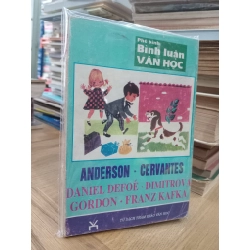 Phê bình
Bình luận
VĂN HỌC
ANDERSON - CERVANTES
DANIEL DEFOE - DIMITROVA
GORDON - FRANZ KAFKA